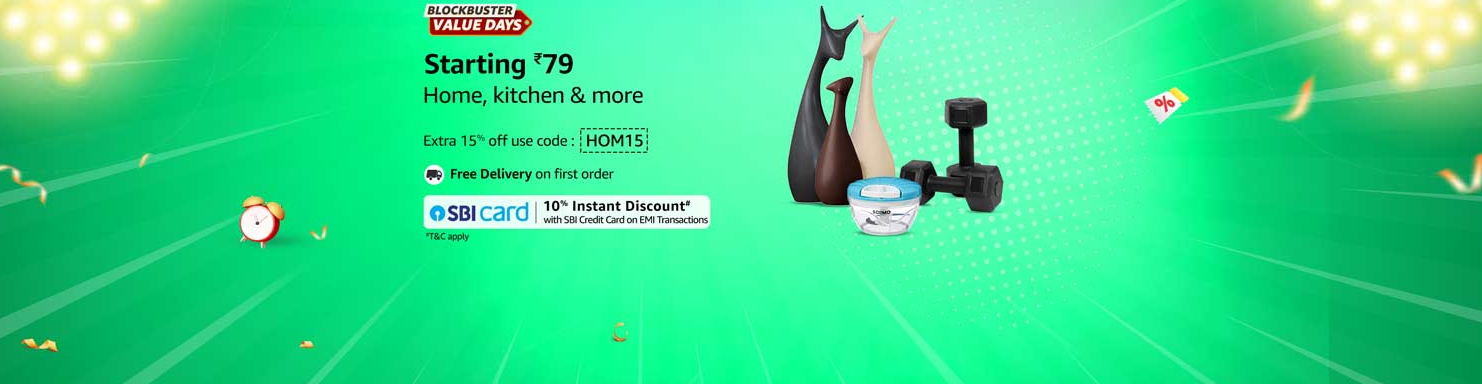 BLOCKBUSTER
VALUE DAYS
Starting ₹79
Home, kitchen & more
Extra 15% off use code : HOM15
Free Delivery on first order
SBI card
10% Instant Discount#
with SBI Credit Card on EMI Transactions
#T&C apply
%